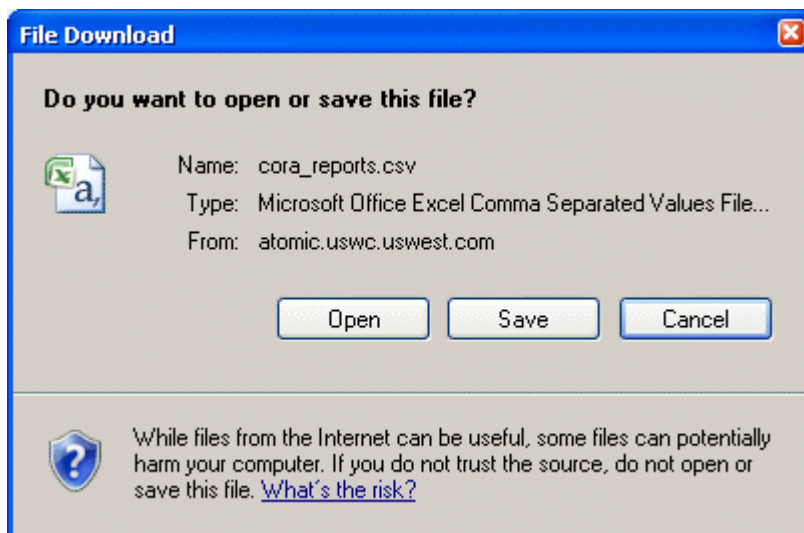 File Download
Do you want to open or save this file?
Name: cora_reports.csv
Type: Microsoft Office Excel Comma Separated Values File...
From: atomic.uswc.uswest.com
Open Save Cancel
While files from the Internet can be useful, some files can potentially
harm your computer. If you do not trust the source, do not open or
save this file. What's the risk?